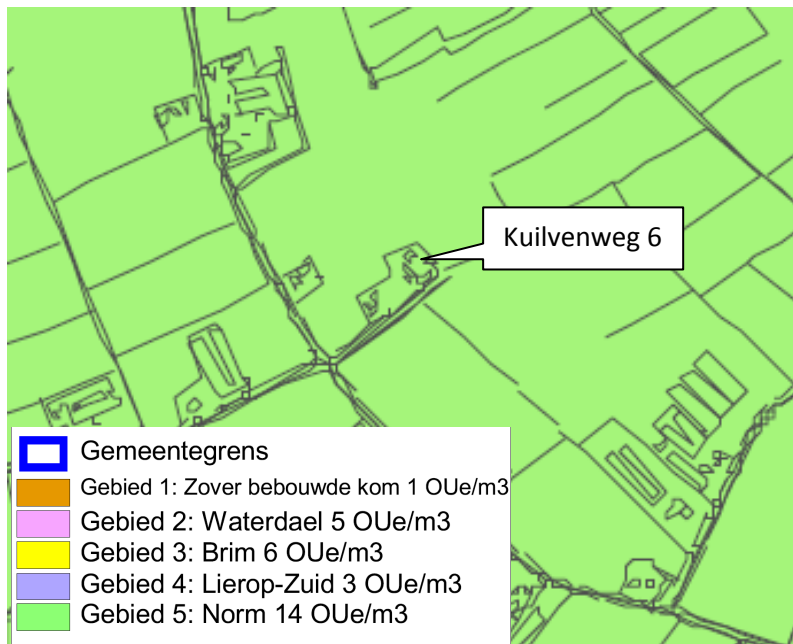 Kuilvenweg 6
Gemeentegrens
Gebied 1: Zover bebouwde kom 1 OUe/m3
Gebied 2: Waterdael 5 OUe/m3
Gebied 3: Brim 6 OUe/m3
Gebied 4: Lierop-Zuid 3 OUe/m3
Gebied 5: Norm 14 OUe/m3